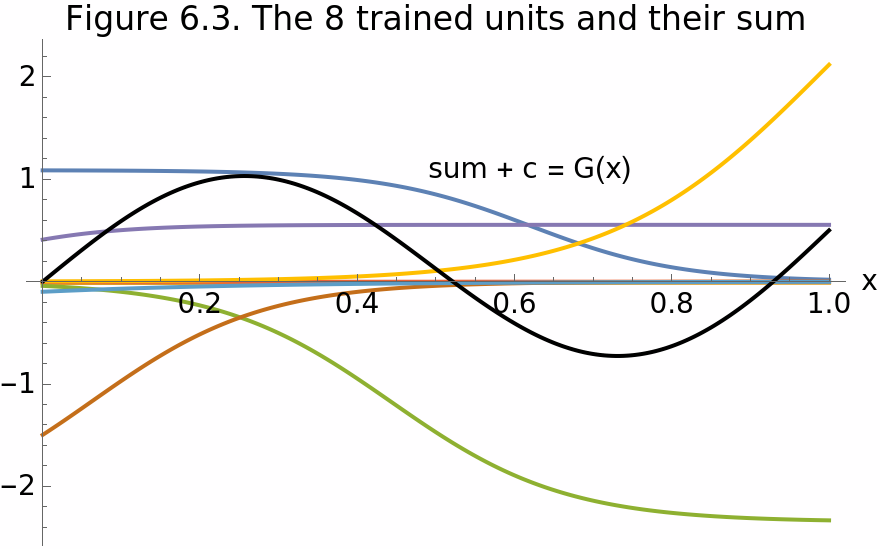 Figure 6.3. The 8 trained units and their sum
2
sum + c = G(x)
1
x
0.2 0.4 0.6 0.8 1.0
−1
−2